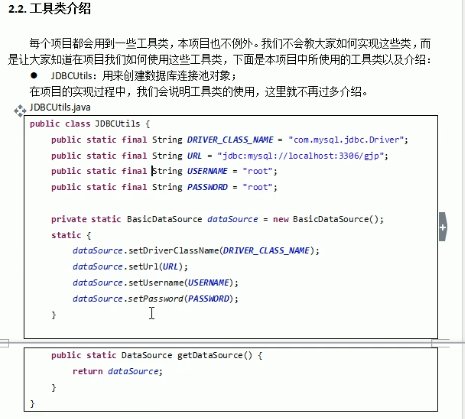 2.2. 工具类介绍
每个项目都会用到一些工具类，本项目也不例外。我们不会教大家如何实现这些类，而
是让大家知道在项目我们如何使用这些工具类，下面是本项目中所使用的工具类以及介绍：
● JDBCUtils：用来创建数据库连接池对象；
在项目的实现过程中，我们会说明工具类的使用，这里就不再过多介绍。
JDBCUtils.java
public class JDBCUtils {
public static final String DRIVER_CLASS_NAME = "com.mysql.jdbc.Driver";
public static final String URL = "jdbc:mysql://localhost:3306/gjp";
public static final String USERNAME = "root";
public static final String PASSWORD = "root";
private static BasicDataSource dataSource = new BasicDataSource();
static {
dataSource.setDriverClassName(DRIVER_CLASS_NAME);
dataSource.setUrl(URL);
dataSource.setUsername(USERNAME);
dataSource.setPassword(PASSWORD);
}
public static DataSource getDataSource() {
return dataSource;
}
}